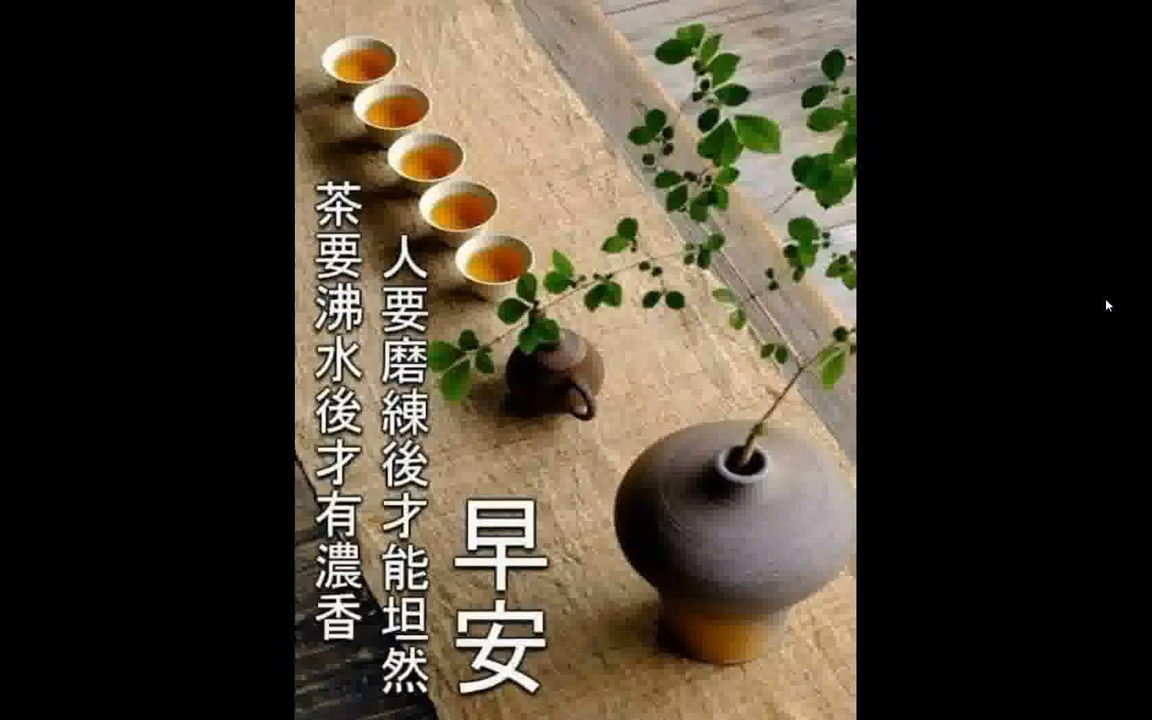 茶要沸水後才有濃香
人要磨練後才能坦然
早安